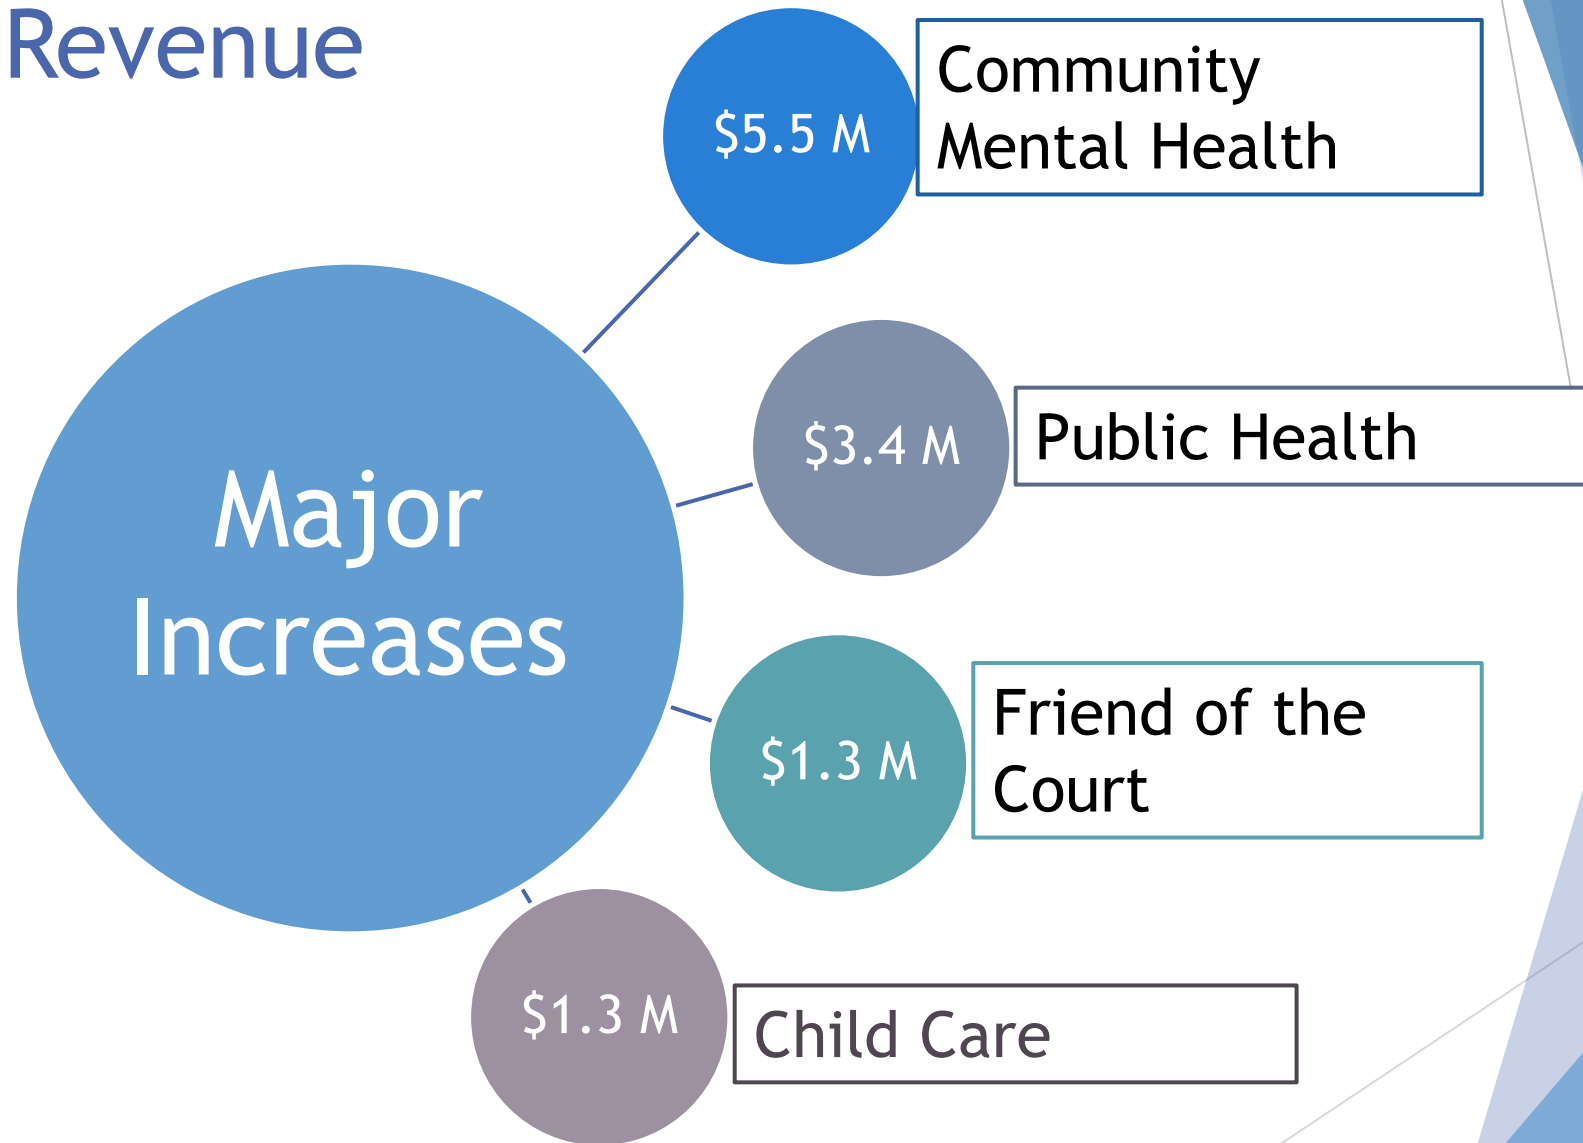 Revenue
$5.5 M
Community
Mental Health
$3.4 M
Public Health
Major
Increases
$1.3 M
Friend of the
Court
$1.3 M
Child Care